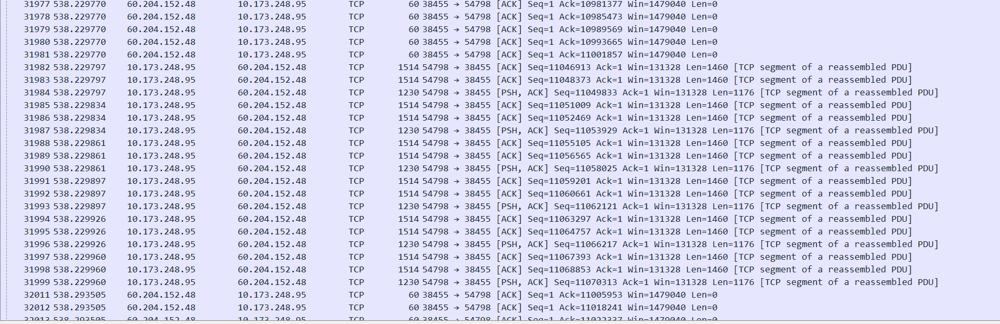 31977 538.229770 60.204.152.48 10.173.248.95 TCP 60 38455 → 54798 [ACK] Seq=1 Ack=10981377 Win=1479040 Len=0
31978 538.229770 60.204.152.48 10.173.248.95 TCP 60 38455 → 54798 [ACK] Seq=1 Ack=10985473 Win=1479040 Len=0
31979 538.229770 60.204.152.48 10.173.248.95 TCP 60 38455 → 54798 [ACK] Seq=1 Ack=10989569 Win=1479040 Len=0
31980 538.229770 60.204.152.48 10.173.248.95 TCP 60 38455 → 54798 [ACK] Seq=1 Ack=10993665 Win=1479040 Len=0
31981 538.229770 60.204.152.48 10.173.248.95 TCP 60 38455 → 54798 [ACK] Seq=1 Ack=11001857 Win=1479040 Len=0
31982 538.229797 10.173.248.95 60.204.152.48 TCP 1514 54798 → 38455 [ACK] Seq=11046913 Ack=1 Win=131328 Len=1460 [TCP segment of a reassembled PDU]
31983 538.229797 10.173.248.95 60.204.152.48 TCP 1514 54798 → 38455 [ACK] Seq=11048373 Ack=1 Win=131328 Len=1460 [TCP segment of a reassembled PDU]
31984 538.229797 10.173.248.95 60.204.152.48 TCP 1230 54798 → 38455 [PSH, ACK] Seq=11049833 Ack=1 Win=131328 Len=1176 [TCP segment of a reassembled PDU]
31985 538.229834 10.173.248.95 60.204.152.48 TCP 1514 54798 → 38455 [ACK] Seq=11051009 Ack=1 Win=131328 Len=1460 [TCP segment of a reassembled PDU]
31986 538.229834 10.173.248.95 60.204.152.48 TCP 1514 54798 → 38455 [ACK] Seq=11052469 Ack=1 Win=131328 Len=1460 [TCP segment of a reassembled PDU]
31987 538.229834 10.173.248.95 60.204.152.48 TCP 1230 54798 → 38455 [PSH, ACK] Seq=11053929 Ack=1 Win=131328 Len=1176 [TCP segment of a reassembled PDU]
31988 538.229861 10.173.248.95 60.204.152.48 TCP 1514 54798 → 38455 [ACK] Seq=11055105 Ack=1 Win=131328 Len=1460 [TCP segment of a reassembled PDU]
31989 538.229861 10.173.248.95 60.204.152.48 TCP 1514 54798 → 38455 [ACK] Seq=11056565 Ack=1 Win=131328 Len=1460 [TCP segment of a reassembled PDU]
31990 538.229861 10.173.248.95 60.204.152.48 TCP 1230 54798 → 38455 [PSH, ACK] Seq=11058025 Ack=1 Win=131328 Len=1176 [TCP segment of a reassembled PDU]
31991 538.229897 10.173.248.95 60.204.152.48 TCP 1514 54798 → 38455 [ACK] Seq=11059201 Ack=1 Win=131328 Len=1460 [TCP segment of a reassembled PDU]
31992 538.229897 10.173.248.95 60.204.152.48 TCP 1514 54798 → 38455 [ACK] Seq=11060661 Ack=1 Win=131328 Len=1460 [TCP segment of a reassembled PDU]
31993 538.229897 10.173.248.95 60.204.152.48 TCP 1230 54798 → 38455 [PSH, ACK] Seq=11062121 Ack=1 Win=131328 Len=1176 [TCP segment of a reassembled PDU]
31994 538.229926 10.173.248.95 60.204.152.48 TCP 1514 54798 → 38455 [ACK] Seq=11063297 Ack=1 Win=131328 Len=1460 [TCP segment of a reassembled PDU]
31995 538.229926 10.173.248.95 60.204.152.48 TCP 1514 54798 → 38455 [ACK] Seq=11064757 Ack=1 Win=131328 Len=1460 [TCP segment of a reassembled PDU]
31996 538.229926 10.173.248.95 60.204.152.48 TCP 1230 54798 → 38455 [PSH, ACK] Seq=11066217 Ack=1 Win=131328 Len=1176 [TCP segment of a reassembled PDU]
31997 538.229960 10.173.248.95 60.204.152.48 TCP 1514 54798 → 38455 [ACK] Seq=11067393 Ack=1 Win=131328 Len=1460 [TCP segment of a reassembled PDU]
31998 538.229960 10.173.248.95 60.204.152.48 TCP 1514 54798 → 38455 [ACK] Seq=11068853 Ack=1 Win=131328 Len=1460 [TCP segment of a reassembled PDU]
31999 538.229960 10.173.248.95 60.204.152.48 TCP 1230 54798 → 38455 [PSH, ACK] Seq=11070313 Ack=1 Win=131328 Len=1176 [TCP segment of a reassembled PDU]
32011 538.293505 60.204.152.48 10.173.248.95 TCP 60 38455 → 54798 [ACK] Seq=1 Ack=11005953 Win=1479040 Len=0
32012 538.293505 60.204.152.48 10.173.248.95 TCP 60 38455 → 54798 [ACK] Seq=1 Ack=11018241 Win=1479040 Len=0
32013 538.293505 60.204.152.48 10.173.248.95 TCP 60 38455 → 54798 [ACK] Seq=1 Ack=11022337 Win=1479040 Len=0